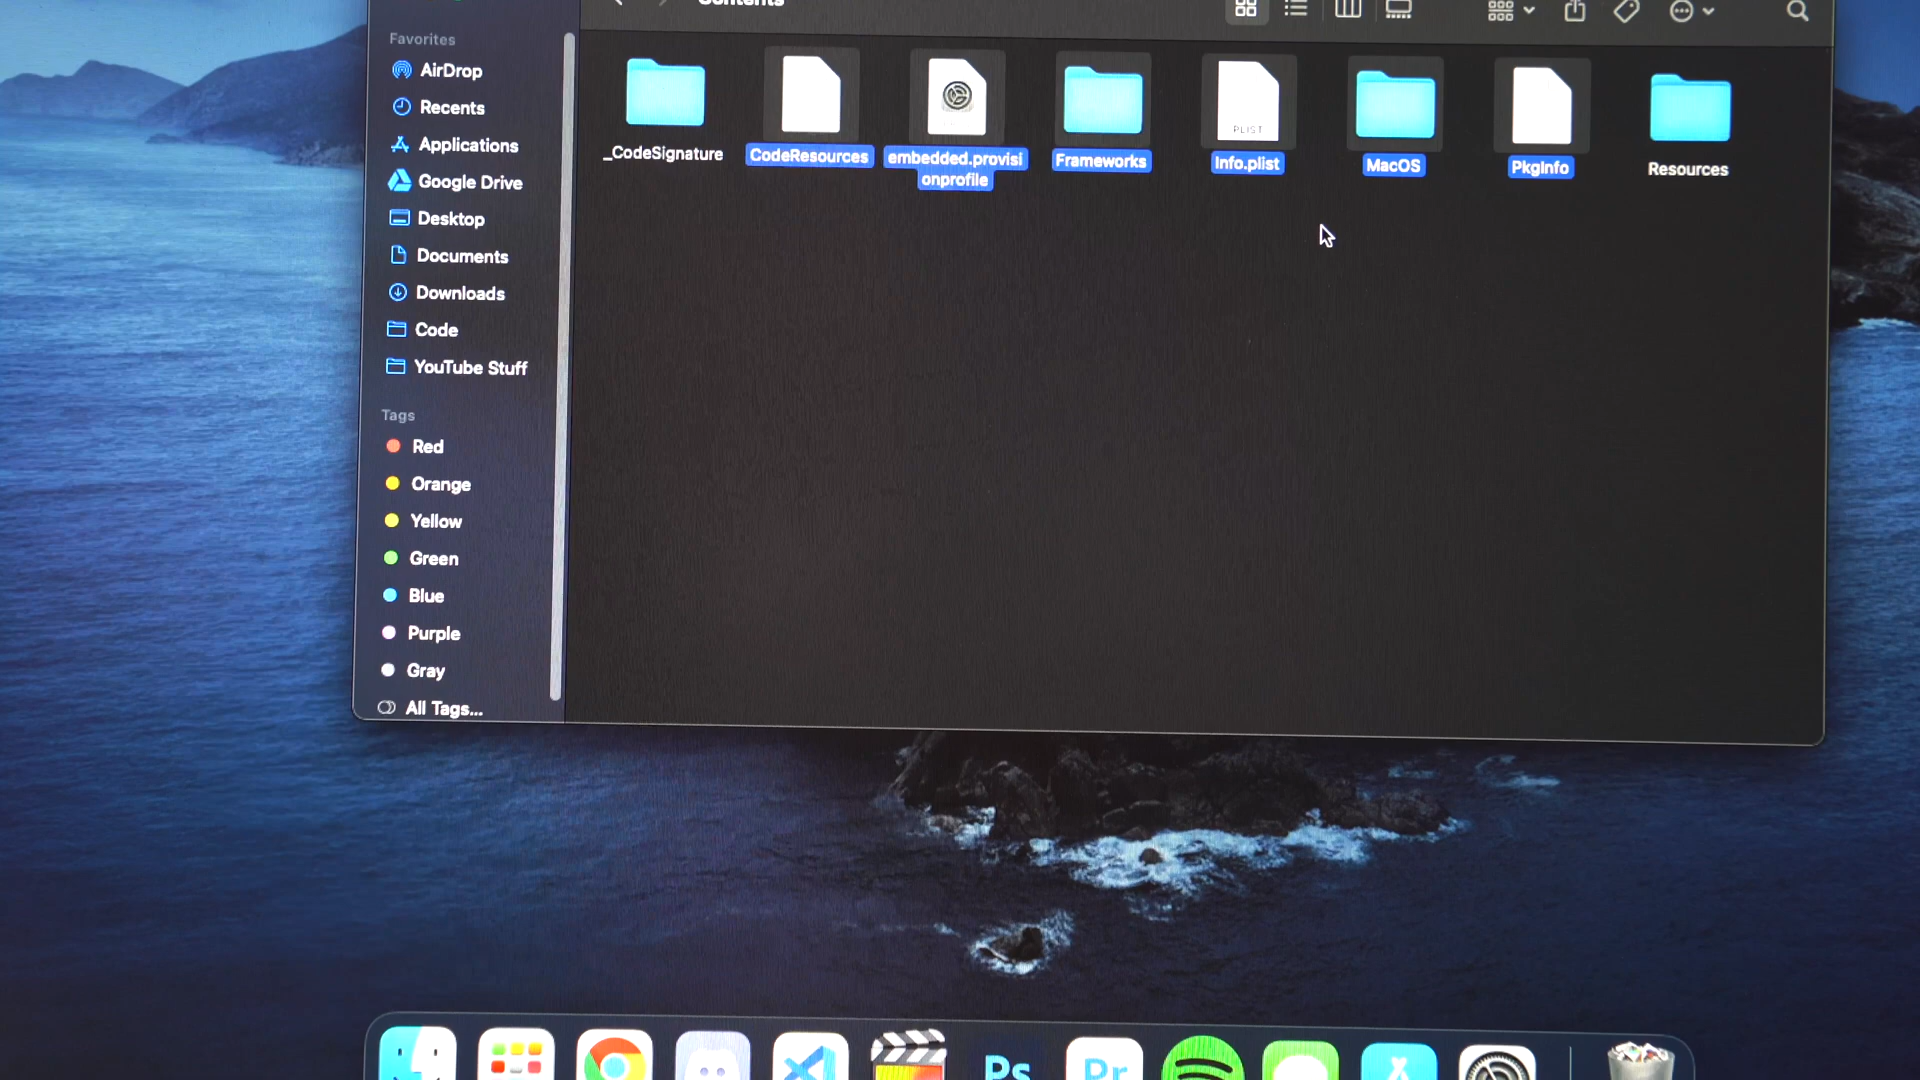 Contents
Favorites
AirDrop
Recents
Applications
Google Drive
Desktop
Documents
Downloads
Code
YouTube Stuff
Tags
Red
Orange
Yellow
Green
Blue
Purple
Gray
All Tags...
_CodeSignature
CodeResources
embedded.provisi
onprofile
Frameworks
PLIST
Info.plist
MacOS
PkgInfo
Resources
Ps
Pr